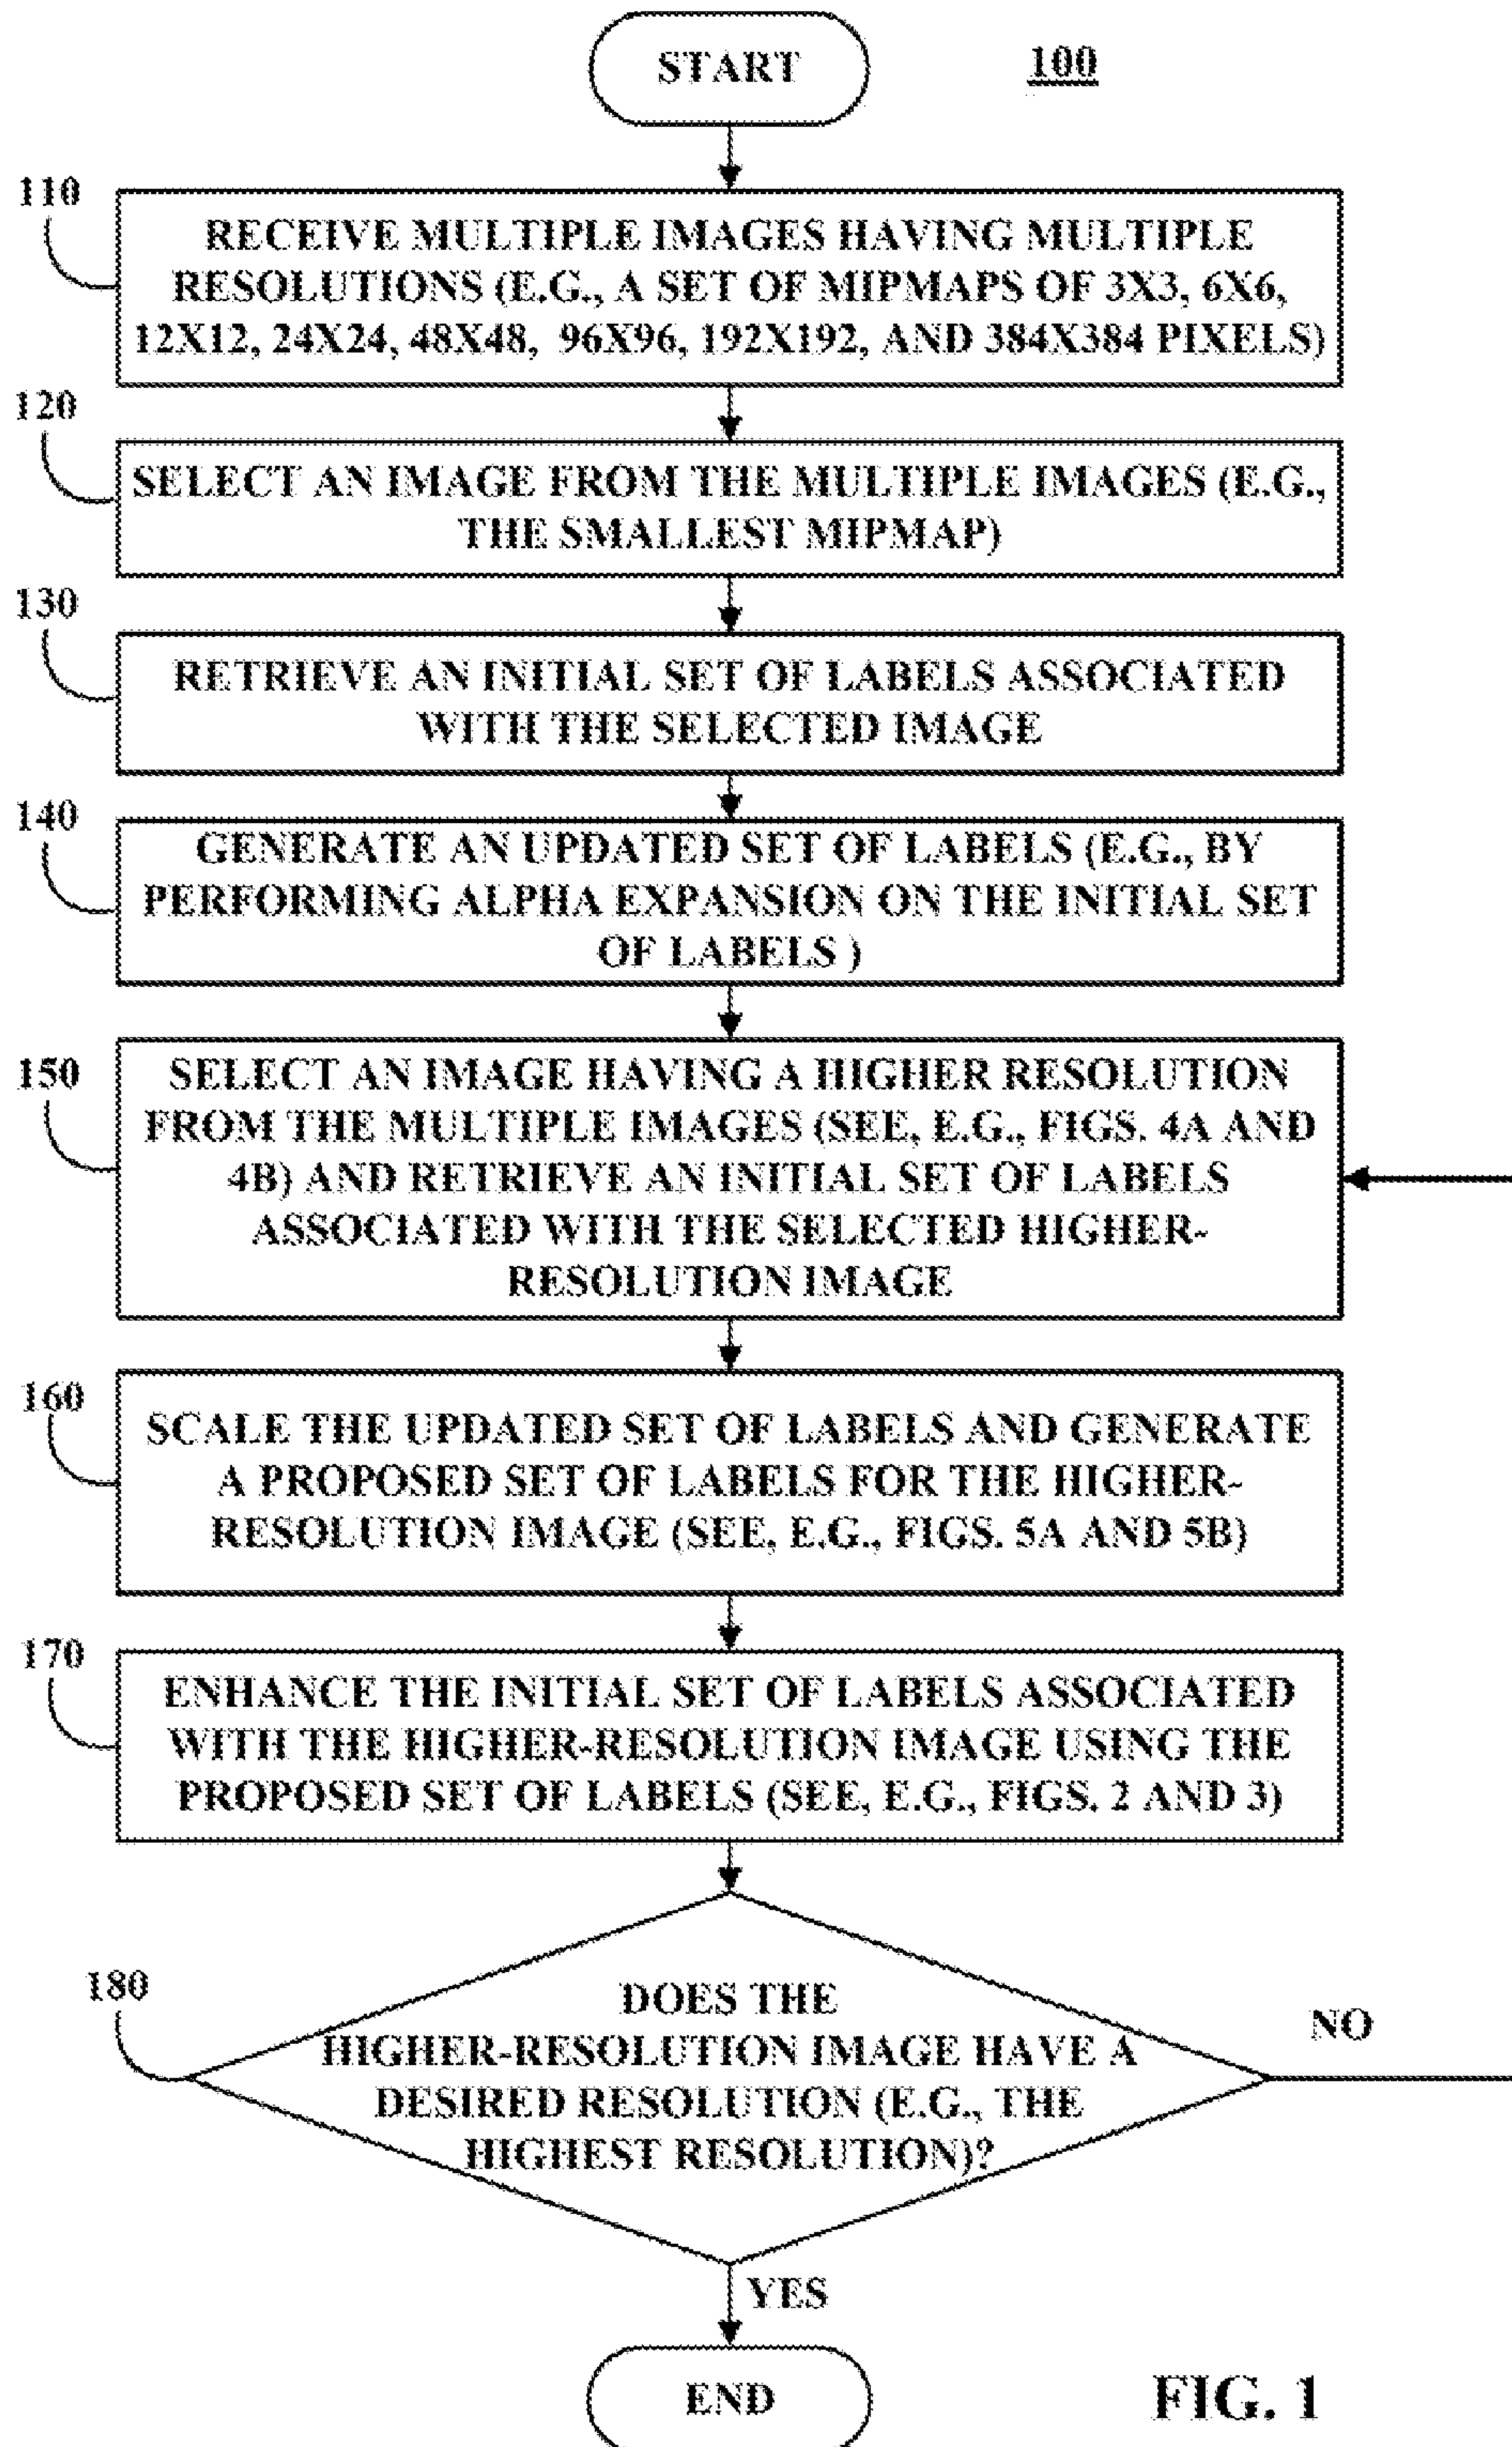 START
100
110
RECEIVE MULTIPLE IMAGES HAVING MULTIPLE
RESOLUTIONS (E.G., A SET OF MIPMAPS OF 3X3, 6X6,
12X12, 24X24, 48X48, 96X96, 192X192, AND 384X384 PIXELS)
120
SELECT AN IMAGE FROM THE MULTIPLE IMAGES (E.G.,
THE SMALLEST MIPMAP)
130
RETRIEVE AN INITIAL SET OF LABELS ASSOCIATED
WITH THE SELECTED IMAGE
140
GENERATE AN UPDATED SET OF LABELS (E.G., BY
PERFORMING ALPHA EXPANSION ON THE INITIAL SET
OF LABELS )
150
SELECT AN IMAGE HAVING A HIGHER RESOLUTION
FROM THE MULTIPLE IMAGES (SEE, E.G., FIGS. 4A AND
4B) AND RETRIEVE AN INITIAL SET OF LABELS
ASSOCIATED WITH THE SELECTED HIGHER-
RESOLUTION IMAGE
160
SCALE THE UPDATED SET OF LABELS AND GENERATE
A PROPOSED SET OF LABELS FOR THE HIGHER-
RESOLUTION IMAGE (SEE, E.G., FIGS. 5A AND 5B)
170
ENHANCE THE INITIAL SET OF LABELS ASSOCIATED
WITH THE HIGHER-RESOLUTION IMAGE USING THE
PROPOSED SET OF LABELS (SEE, E.G., FIGS. 2 AND 3)
180
DOES THE
HIGHER-RESOLUTION IMAGE HAVE A
DESIRED RESOLUTION (E.G., THE
HIGHEST RESOLUTION)?
NO
YES
END
FIG. 1